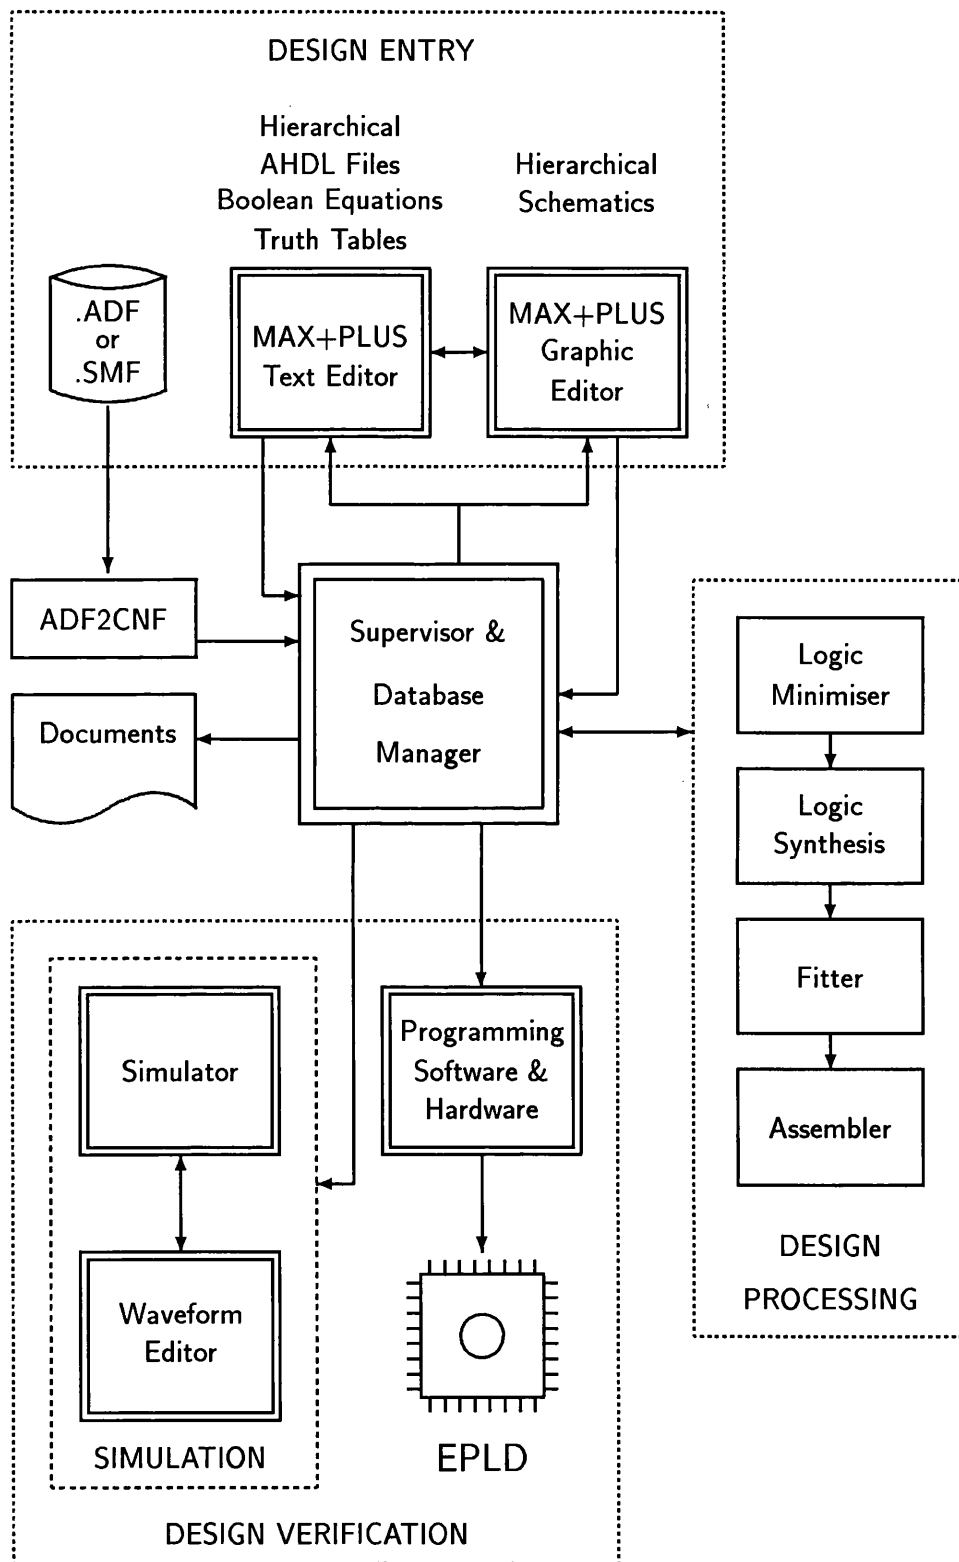 DESIGN ENTRY
Hierarchical
AHDL Files
Boolean Equations
Truth Tables
Hierarchical
Schematics
.ADF
or
.SMF
MAX+PLUS
Text Editor
MAX+PLUS
Graphic
Editor
ADF2CNF
Documents
Supervisor &
Database
Manager
Logic
Minimiser
Logic
Synthesis
Fitter
Assembler
DESIGN
PROCESSING
Simulator
Waveform
Editor
SIMULATION
Programming
Software &
Hardware
EPLD
DESIGN VERIFICATION